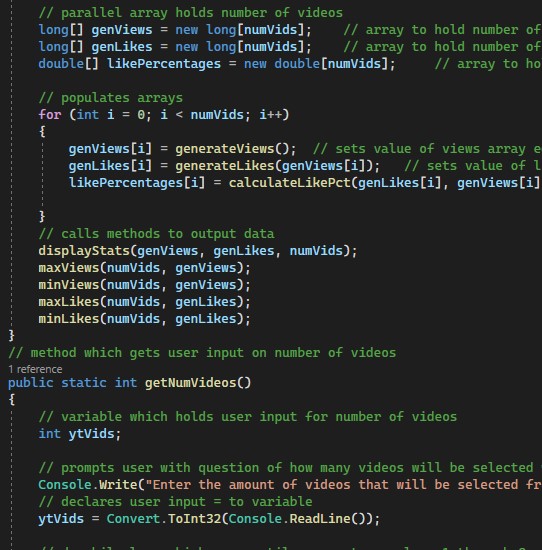 // parallel array holds number of videos
long[] genViews = new long[numVids];    // array to hold number of
long[] genLikes = new long[numVids];    // array to hold number of
double[] likePercentages = new double[numVids];     // array to ho
// populates arrays
for (int i = 0; i < numVids; i++)
{
genViews[i] = generateViews();  // sets value of views array e
genLikes[i] = generateLikes(genViews[i]);   // sets value of l
likePercentages[i] = calculateLikePct(genLikes[i], genViews[i]
}
// calls methods to output data
displayStats(genViews, genLikes, numVids);
maxViews(numVids, genViews);
minViews(numVids, genViews);
maxLikes(numVids, genLikes);
minLikes(numVids, genLikes);
}
// method which gets user input on number of videos
1 reference
public static int getNumVideos()
{
// variable which holds user input for number of videos
int ytVids;
// prompts user with question of how many videos will be selected
Console.Write("Enter the amount of videos that will be selected fr
// declares user input = to variable
ytVids = Convert.ToInt32(Console.ReadLine());